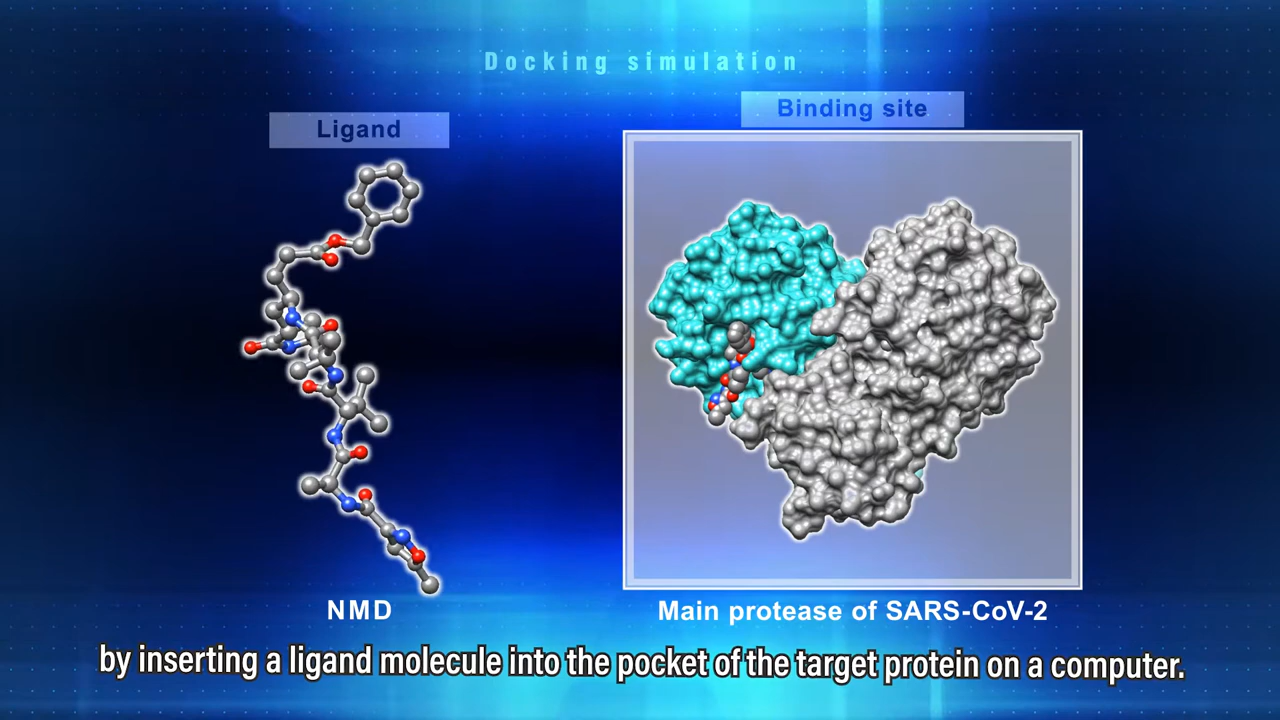 Docking simulation
Ligand
Binding site
NMD
Main protease of SARS-CoV-2
by inserting a ligand molecule into the pocket of the target protein on a computer.